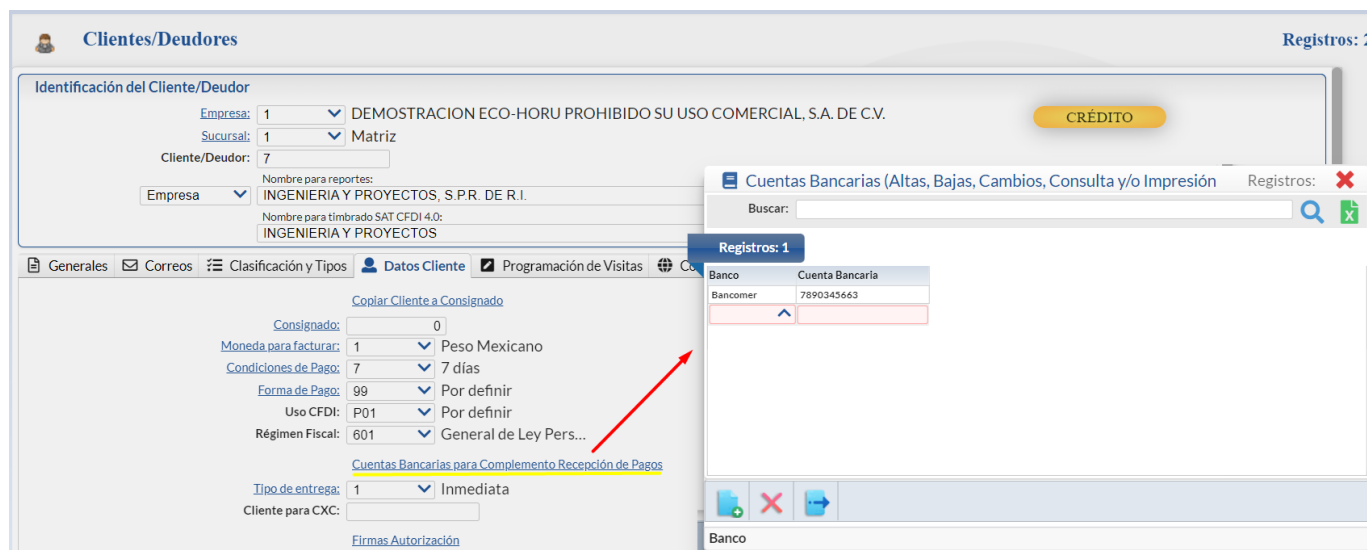 Clientes/Deudores
Registros: 2
Identificación del Cliente/Deudor
Empresa: 1 DEMOSTRACION ECO-HORU PROHIBIDO SU USO COMERCIAL, S.A. DE C.V.
CRÉDITO
Sucursal: 1 Matriz
Cliente/Deudor: 7
Nombre para reportes:
Empresa INGENIERIA Y PROYECTOS, S.P.R. DE R.I.
Nombre para timbrado SAT CFDI 4.0:
INGENIERIA Y PROYECTOS
Generales Correos Clasificación y Tipos Datos Cliente Programación de Visitas Co
Copiar Cliente a Consignado
Consignado: 0
Moneda para facturar: 1 Peso Mexicano
Condiciones de Pago: 7 7 días
Forma de Pago: 99 Por definir
Uso CFDI: P01 Por definir
Régimen Fiscal: 601 General de Ley Pers...
Cuentas Bancarias para Complemento Recepción de Pagos
Tipo de entrega: 1 Inmediata
Cliente para CXC:
Firmas Autorización
Cuentas Bancarias (Altas, Bajas, Cambios, Consulta y/o Impresión Registros:
Buscar:
Registros: 1
Banco Cuenta Bancaria
Bancomer 7890345663
Banco